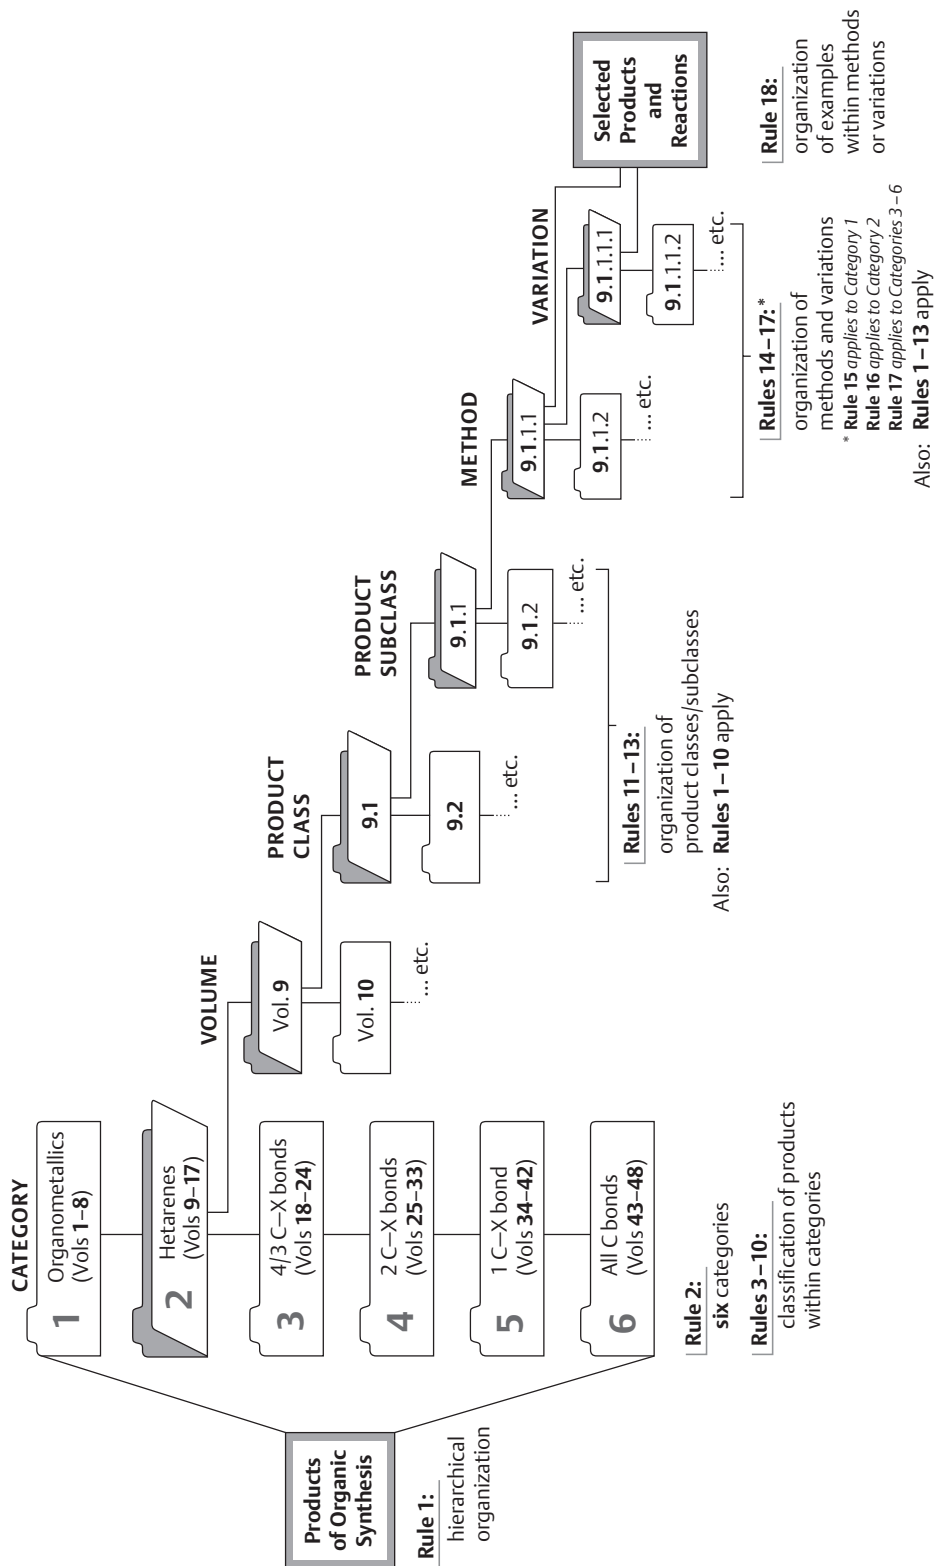 Products
of Organic
Synthesis
Rule 1:
hierarchical
organization
CATEGORY
1
Organometallics
(Vols 1–8)
2
Hetarenes
(Vols 9–17)
3
4/3 C–X bonds
(Vols 18–24)
4
2 C–X bonds
(Vols 25–33)
5
1 C–X bond
(Vols 34–42)
6
All C bonds
(Vols 43–48)
Rule 2:
six categories
Rules 3–10:
classification of products
within categories
VOLUME
Vol. 9
Vol. 10
... etc.
PRODUCT
CLASS
9.1
9.2
... etc.
PRODUCT
SUBCLASS
9.1.1
9.1.2
... etc.
Rules 11–13:
organization of
product classes/subclasses
Also: Rules 1–10 apply
METHOD
9.1.1.1
9.1.1.2
... etc.
VARIATION
9.1.1.1.1
9.1.1.1.2
... etc.
Rules 14–17:*
organization of
methods and variations
* Rule 15 applies to Category 1
Rule 16 applies to Category 2
Rule 17 applies to Categories 3–6
Also: Rules 1–13 apply
Selected
Products
and
Reactions
Rule 18:
organization
of examples
within methods
or variations